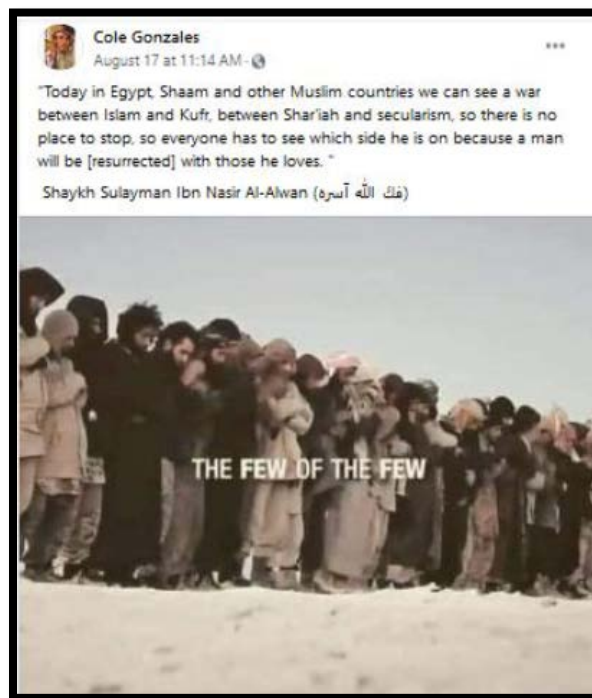 Cole Gonzales
August 17 at 11:14 AM ·
"Today in Egypt, Shaam and other Muslim countries we can see a war
between Islam and Kufr, between Shar'iah and secularism, so there is no
place to stop, so everyone has to see which side he is on because a man
will be [resurrected] with those he loves. "
Shaykh Sulayman Ibn Nasir Al-Alwan (فك الله آسره)
THE FEW OF THE FEW